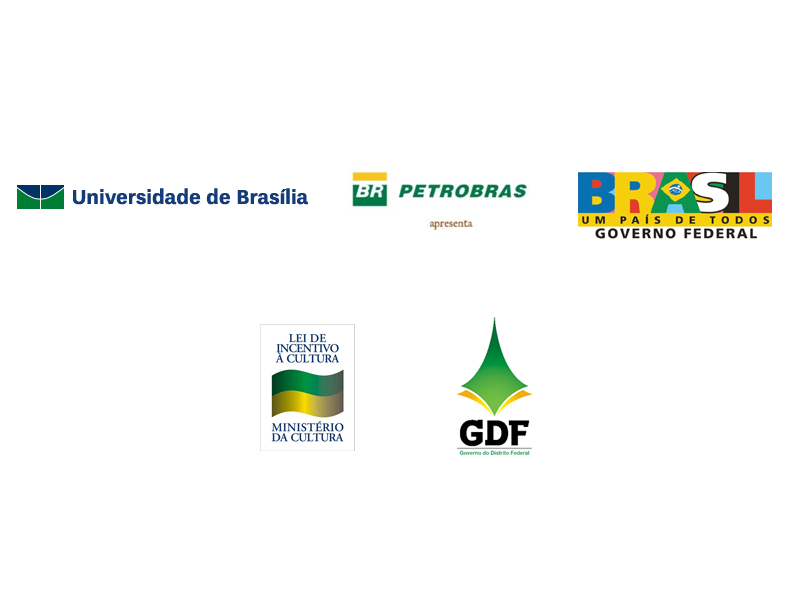 Universidade de Brasília
BR PETROBRAS
apresenta
BRASIL
UM PAÍS DE TODOS
GOVERNO FEDERAL
LEI DE
INCENTIVO
À CULTURA
MINISTÉRIO
DA CULTURA
GDF
Governo do Distrito Federal